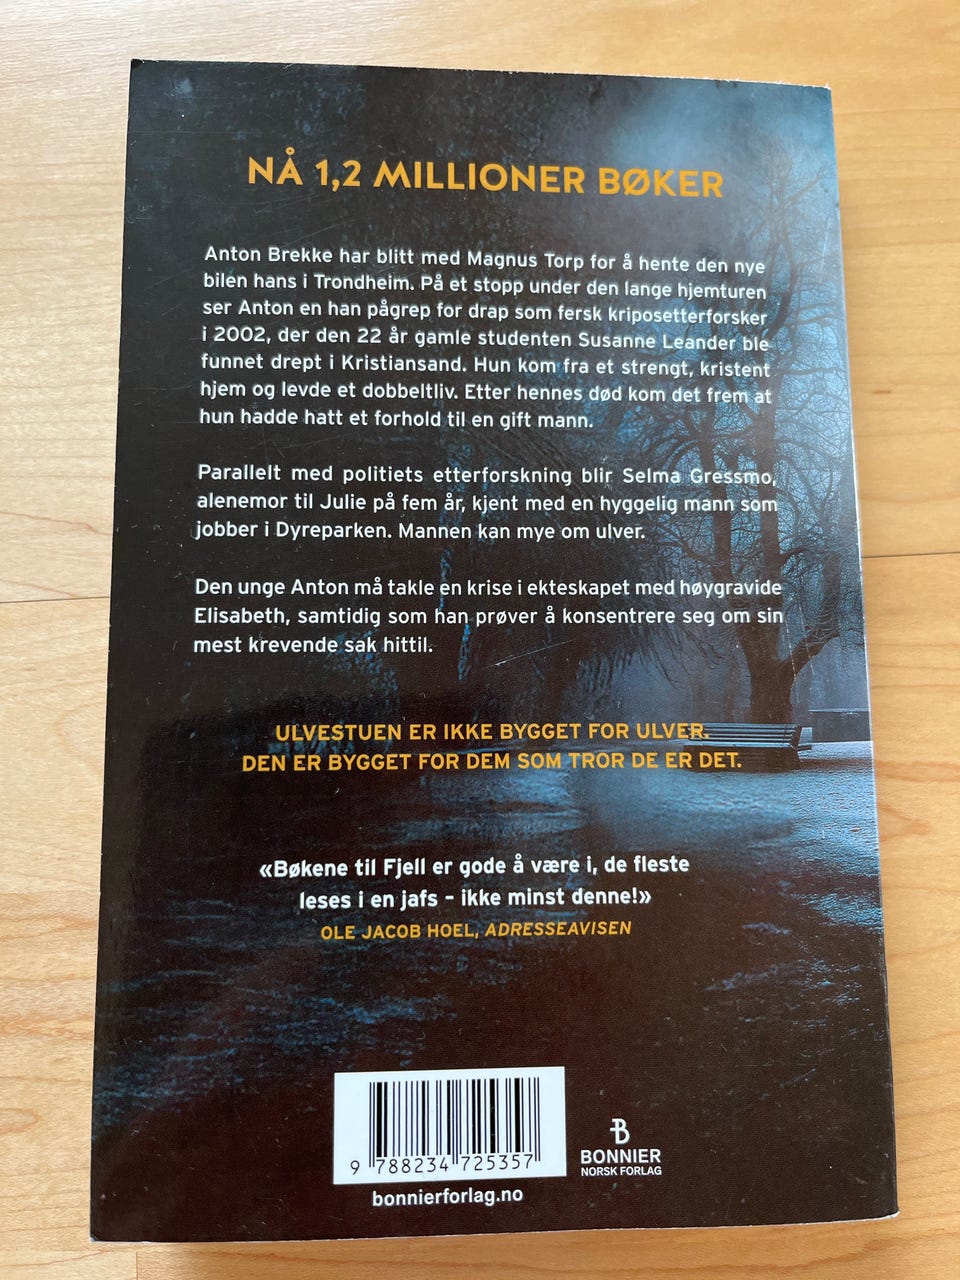 NÅ 1,2 MILLIONER BØKER
Anton Brekke har blitt med Magnus Torp for å hente den nye
bilen hans i Trondheim. På et stopp under den lange hjemturen
ser Anton en han pågrep for drap som fersk kriposetterforsker
i 2002, der den 22 år gamle studenten Susanne Leander ble
funnet drept i Kristiansand. Hun kom fra et strengt, kristent
hjem og levde et dobbeltliv. Etter hennes død kom det frem at
hun hadde hatt et forhold til en gift mann.
Parallelt med politiets etterforskning blir Selma Gressmo,
alenemor til Julie på fem år, kjent med en hyggelig mann som
jobber i Dyreparken. Mannen kan mye om ulver.
Den unge Anton må takle en krise i ekteskapet med høygravide
Elisabeth, samtidig som han prøver å konsentrere seg om sin
mest krevende sak hittil.
ULVESTUEN ER IKKE BYGGET FOR ULVER.
DEN ER BYGGET FOR DEM SOM TROR DE ER DET.
«Bøkene til Fjell er gode å være i, de fleste
leses i en jafs – ikke minst denne!»
OLE JACOB HOEL, ADRESSEAVISEN
9 788234 725357
bonnierforlag.no
B
BONNIER
NORSK FORLAG